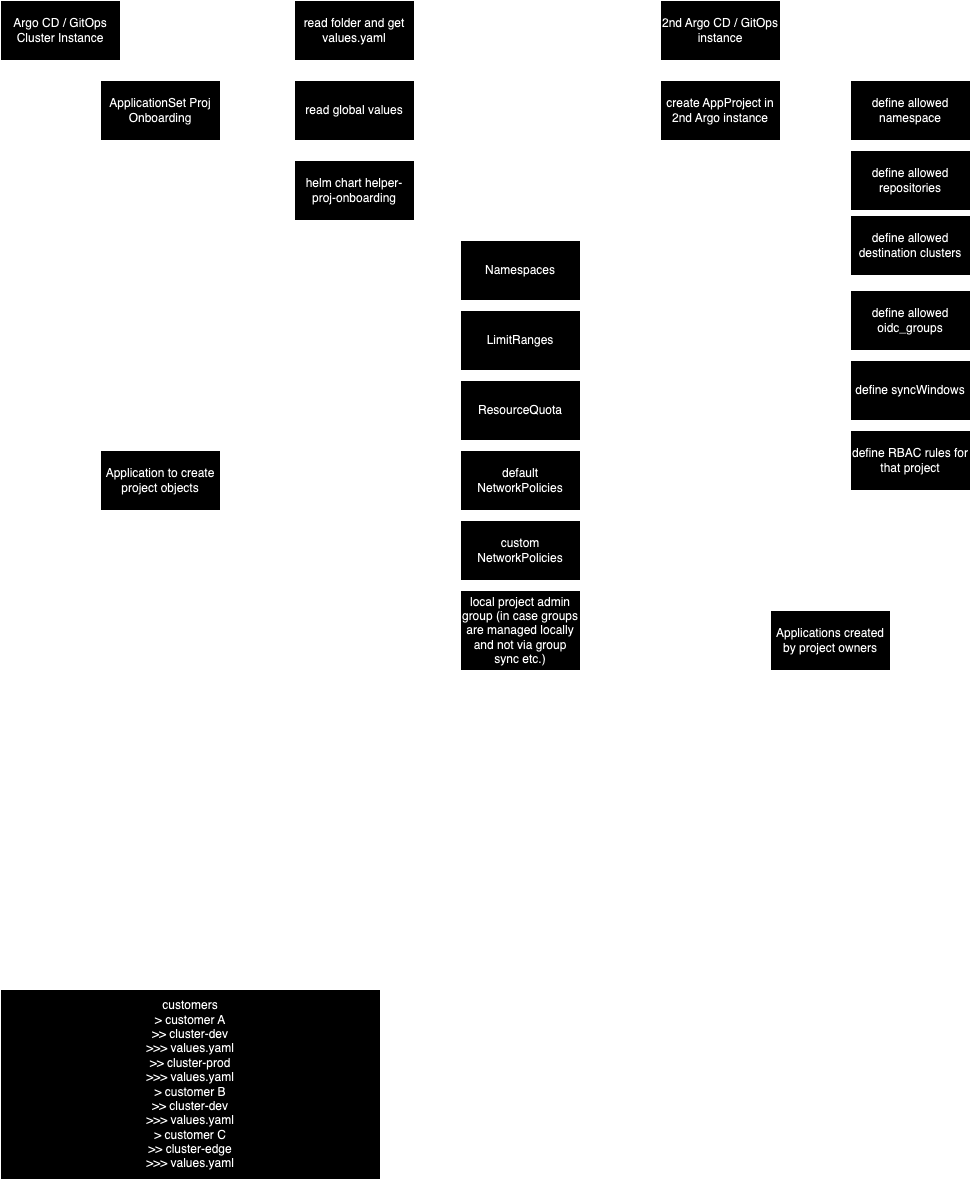 Argo CD / GitOps
Cluster Instance
read folder and get
values.yaml
2nd Argo CD / GitOps
instance
ApplicationSet Proj
Onboarding
read global values
create AppProject in
2nd Argo instance
define allowed
namespace
helm chart helper-
proj-onboarding
define allowed
repositories
define allowed
destination clusters
Namespaces
define allowed
oidc_groups
LimitRanges
define syncWindows
ResourceQuota
define RBAC rules for
that project
Application to create
project objects
default
NetworkPolicies
custom
NetworkPolicies
local project admin
group (in case groups
are managed locally
and not via group
sync etc.)
Applications created
by project owners
customers
> customer A
>> cluster-dev
>>> values.yaml
>> cluster-prod
>>> values.yaml
> customer B
>> cluster-dev
>>> values.yaml
> customer C
>> cluster-edge
>>> values.yaml